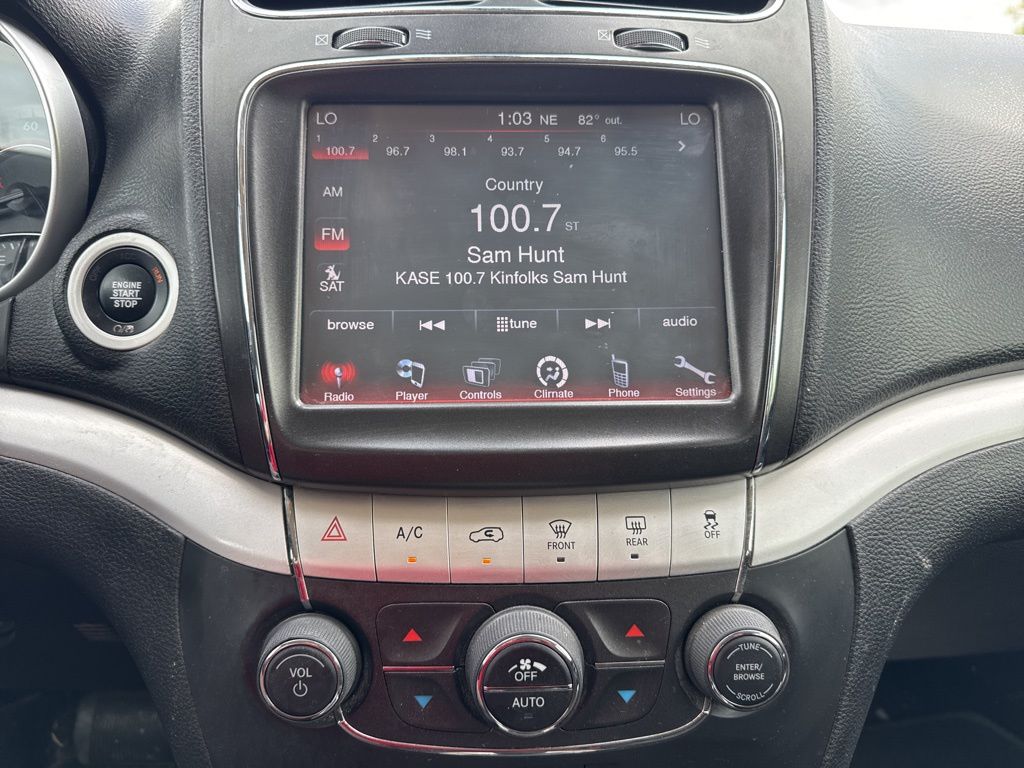 LO 1:03 NE 82° out. LO
1 2 3 4 5 6
100.7 96.7 98.1 93.7 94.7 95.5
AM
FM
SAT
Country
100.7 ST
Sam Hunt
KASE 100.7 Kinfolks Sam Hunt
browse tune audio
Radio Player Controls Climate Phone Settings
60
RUN
ENGINE
START
STOP
A/C
FRONT
REAR
OFF
VOL
OFF
AUTO
TUNE
ENTER/
BROWSE
SCROLL